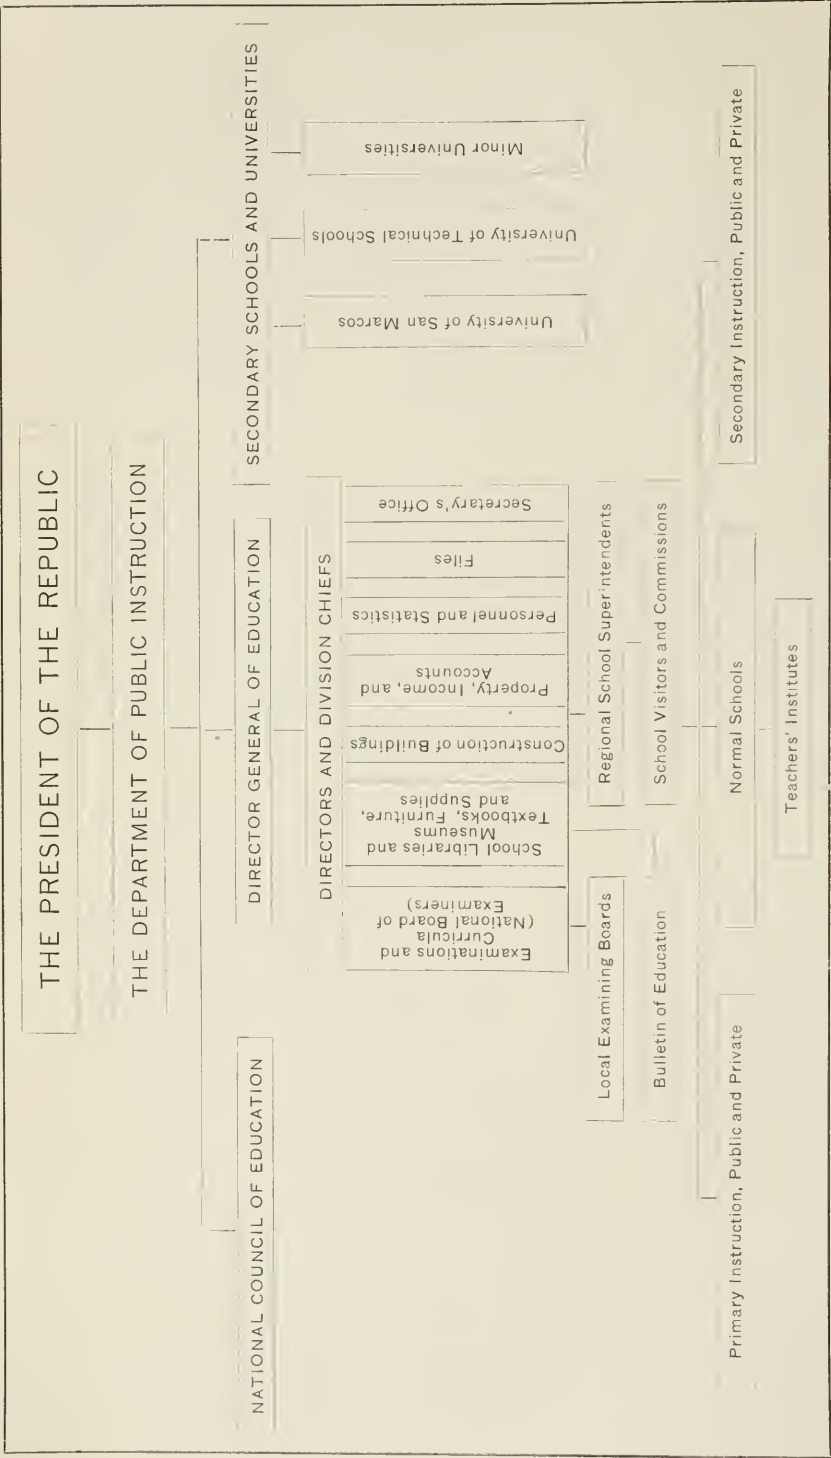 THE PRESIDENT OF THE REPUBLIC
THE DEPARTMENT OF PUBLIC INSTRUCTION
NATIONAL COUNCIL OF EDUCATION
DIRECTOR GENERAL OF EDUCATION
SECONDARY SCHOOLS AND UNIVERSITIES
DIRECTORS AND DIVISION CHIEFS
Examinations and
Curricula
(National Board of
Examiners)
School Libraries and
Museums
Textbooks, Furniture,
and Supplies
Construction of Buildings
Property, Income, and
Accounts
Personnel and Statistics
Files
Secretary's Office
University of San Marcos
University of Technical Schools
Minor Universities
Local Examining Boards
Regional School Superintendents
Bulletin of Education
School Visitors and Commissions
Primary Instruction, Public and Private
Normal Schools
Secondary Instruction, Public and Private
Teachers' Institutes